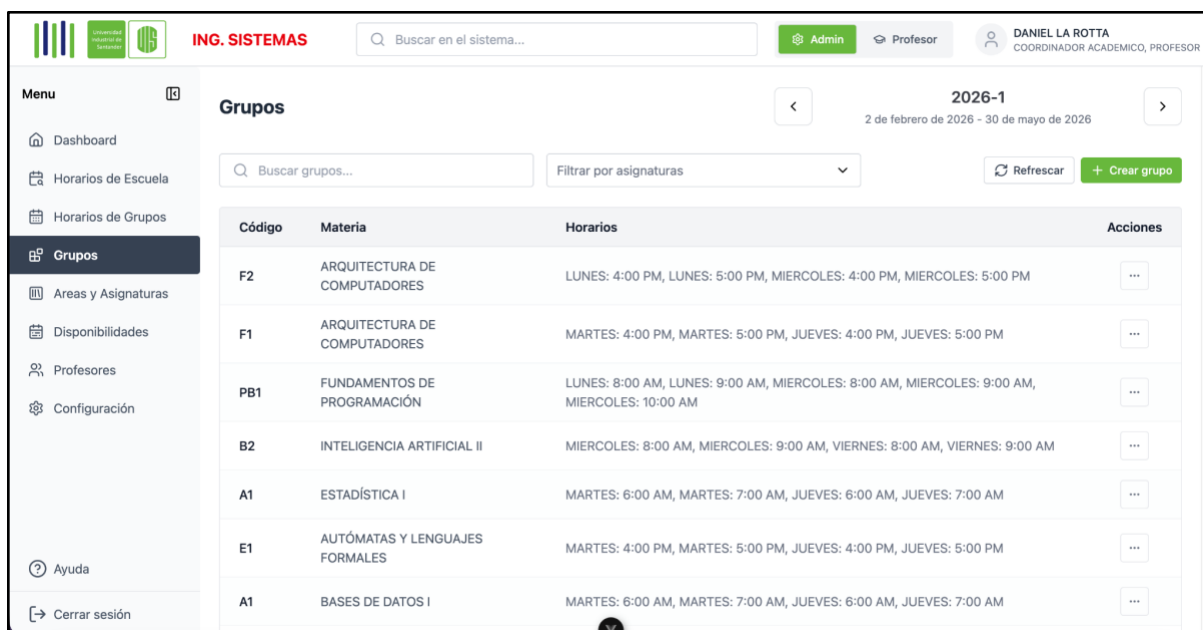 Universidad
Industrial de
Santander
UIS
ING. SISTEMAS
Buscar en el sistema...
Admin
Profesor
DANIEL LA ROTTA
COORDINADOR ACADEMICO, PROFESOR
Menu
Dashboard
Horarios de Escuela
Horarios de Grupos
Grupos
Areas y Asignaturas
Disponibilidades
Profesores
Configuración
Ayuda
Cerrar sesión
Grupos
2026-1
2 de febrero de 2026 - 30 de mayo de 2026
Buscar grupos...
Filtrar por asignaturas
Refrescar
+ Crear grupo
Código Materia Horarios Acciones
F2 ARQUITECTURA DE
COMPUTADORES
LUNES: 4:00 PM, LUNES: 5:00 PM, MIERCOLES: 4:00 PM, MIERCOLES: 5:00 PM
...
F1 ARQUITECTURA DE
COMPUTADORES
MARTES: 4:00 PM, MARTES: 5:00 PM, JUEVES: 4:00 PM, JUEVES: 5:00 PM
...
PB1 FUNDAMENTOS DE
PROGRAMACIÓN
LUNES: 8:00 AM, LUNES: 9:00 AM, MIERCOLES: 8:00 AM, MIERCOLES: 9:00 AM,
MIERCOLES: 10:00 AM
...
B2 INTELIGENCIA ARTIFICIAL II MIERCOLES: 8:00 AM, MIERCOLES: 9:00 AM, VIERNES: 8:00 AM, VIERNES: 9:00 AM ...
A1 ESTADÍSTICA I MARTES: 6:00 AM, MARTES: 7:00 AM, JUEVES: 6:00 AM, JUEVES: 7:00 AM ...
E1 AUTÓMATAS Y LENGUAJES
FORMALES
MARTES: 4:00 PM, MARTES: 5:00 PM, JUEVES: 4:00 PM, JUEVES: 5:00 PM
...
A1 BASES DE DATOS I MARTES: 6:00 AM, MARTES: 7:00 AM, JUEVES: 6:00 AM, JUEVES: 7:00 AM ...